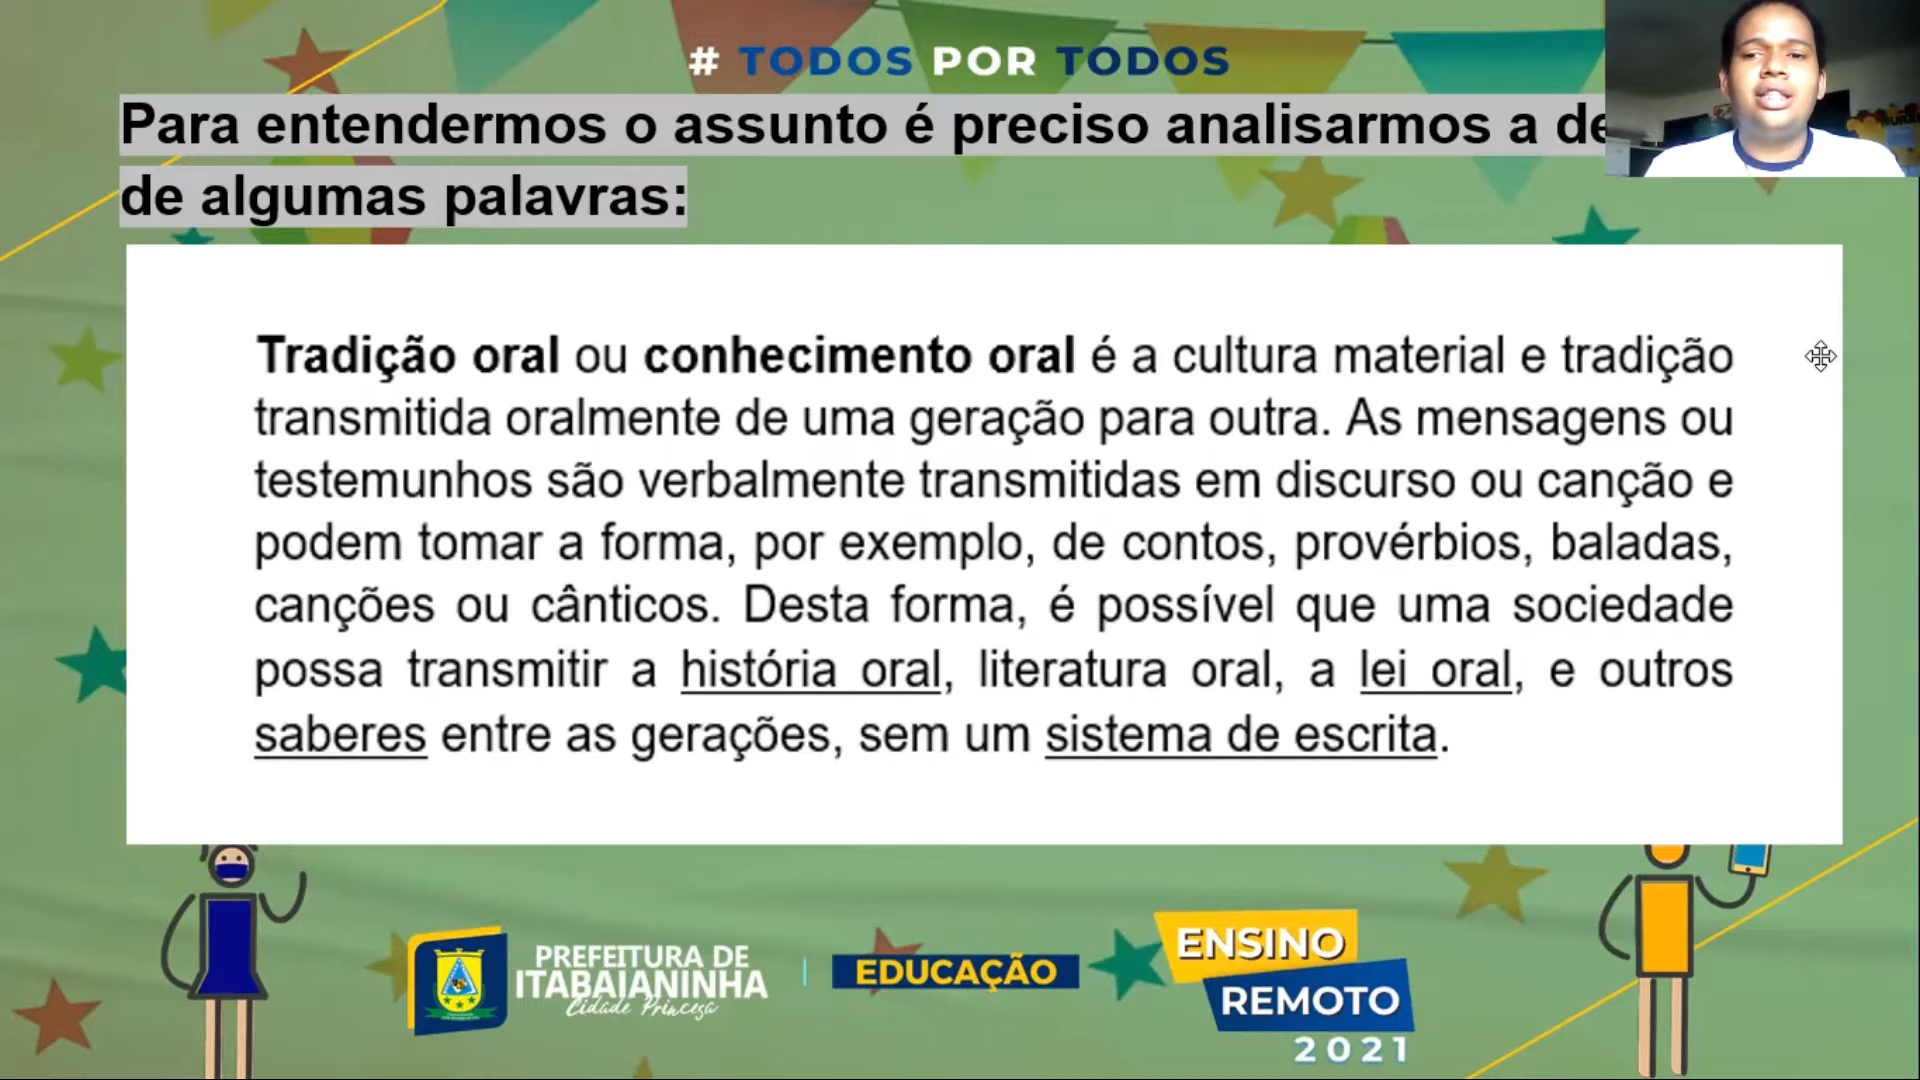 # TODOS POR TODOS
Para entendermos o assunto é preciso analisarmos a
de algumas palavras:
Tradição oral ou conhecimento oral é a cultura material e tradição
transmitida oralmente de uma geração para outra. As mensagens ou
testemunhos são verbalmente transmitidas em discurso ou canção e
podem tomar a forma, por exemplo, de contos, provérbios, baladas,
canções ou cânticos. Desta forma, é possível que uma sociedade
possa transmitir a história oral, literatura oral, a lei oral, e outros
saberes entre as gerações, sem um sistema de escrita.
PREFEITURA DE
ITABAIANINHA
Cidade Princesa
EDUCAÇÃO
ENSINO
REMOTO
2021